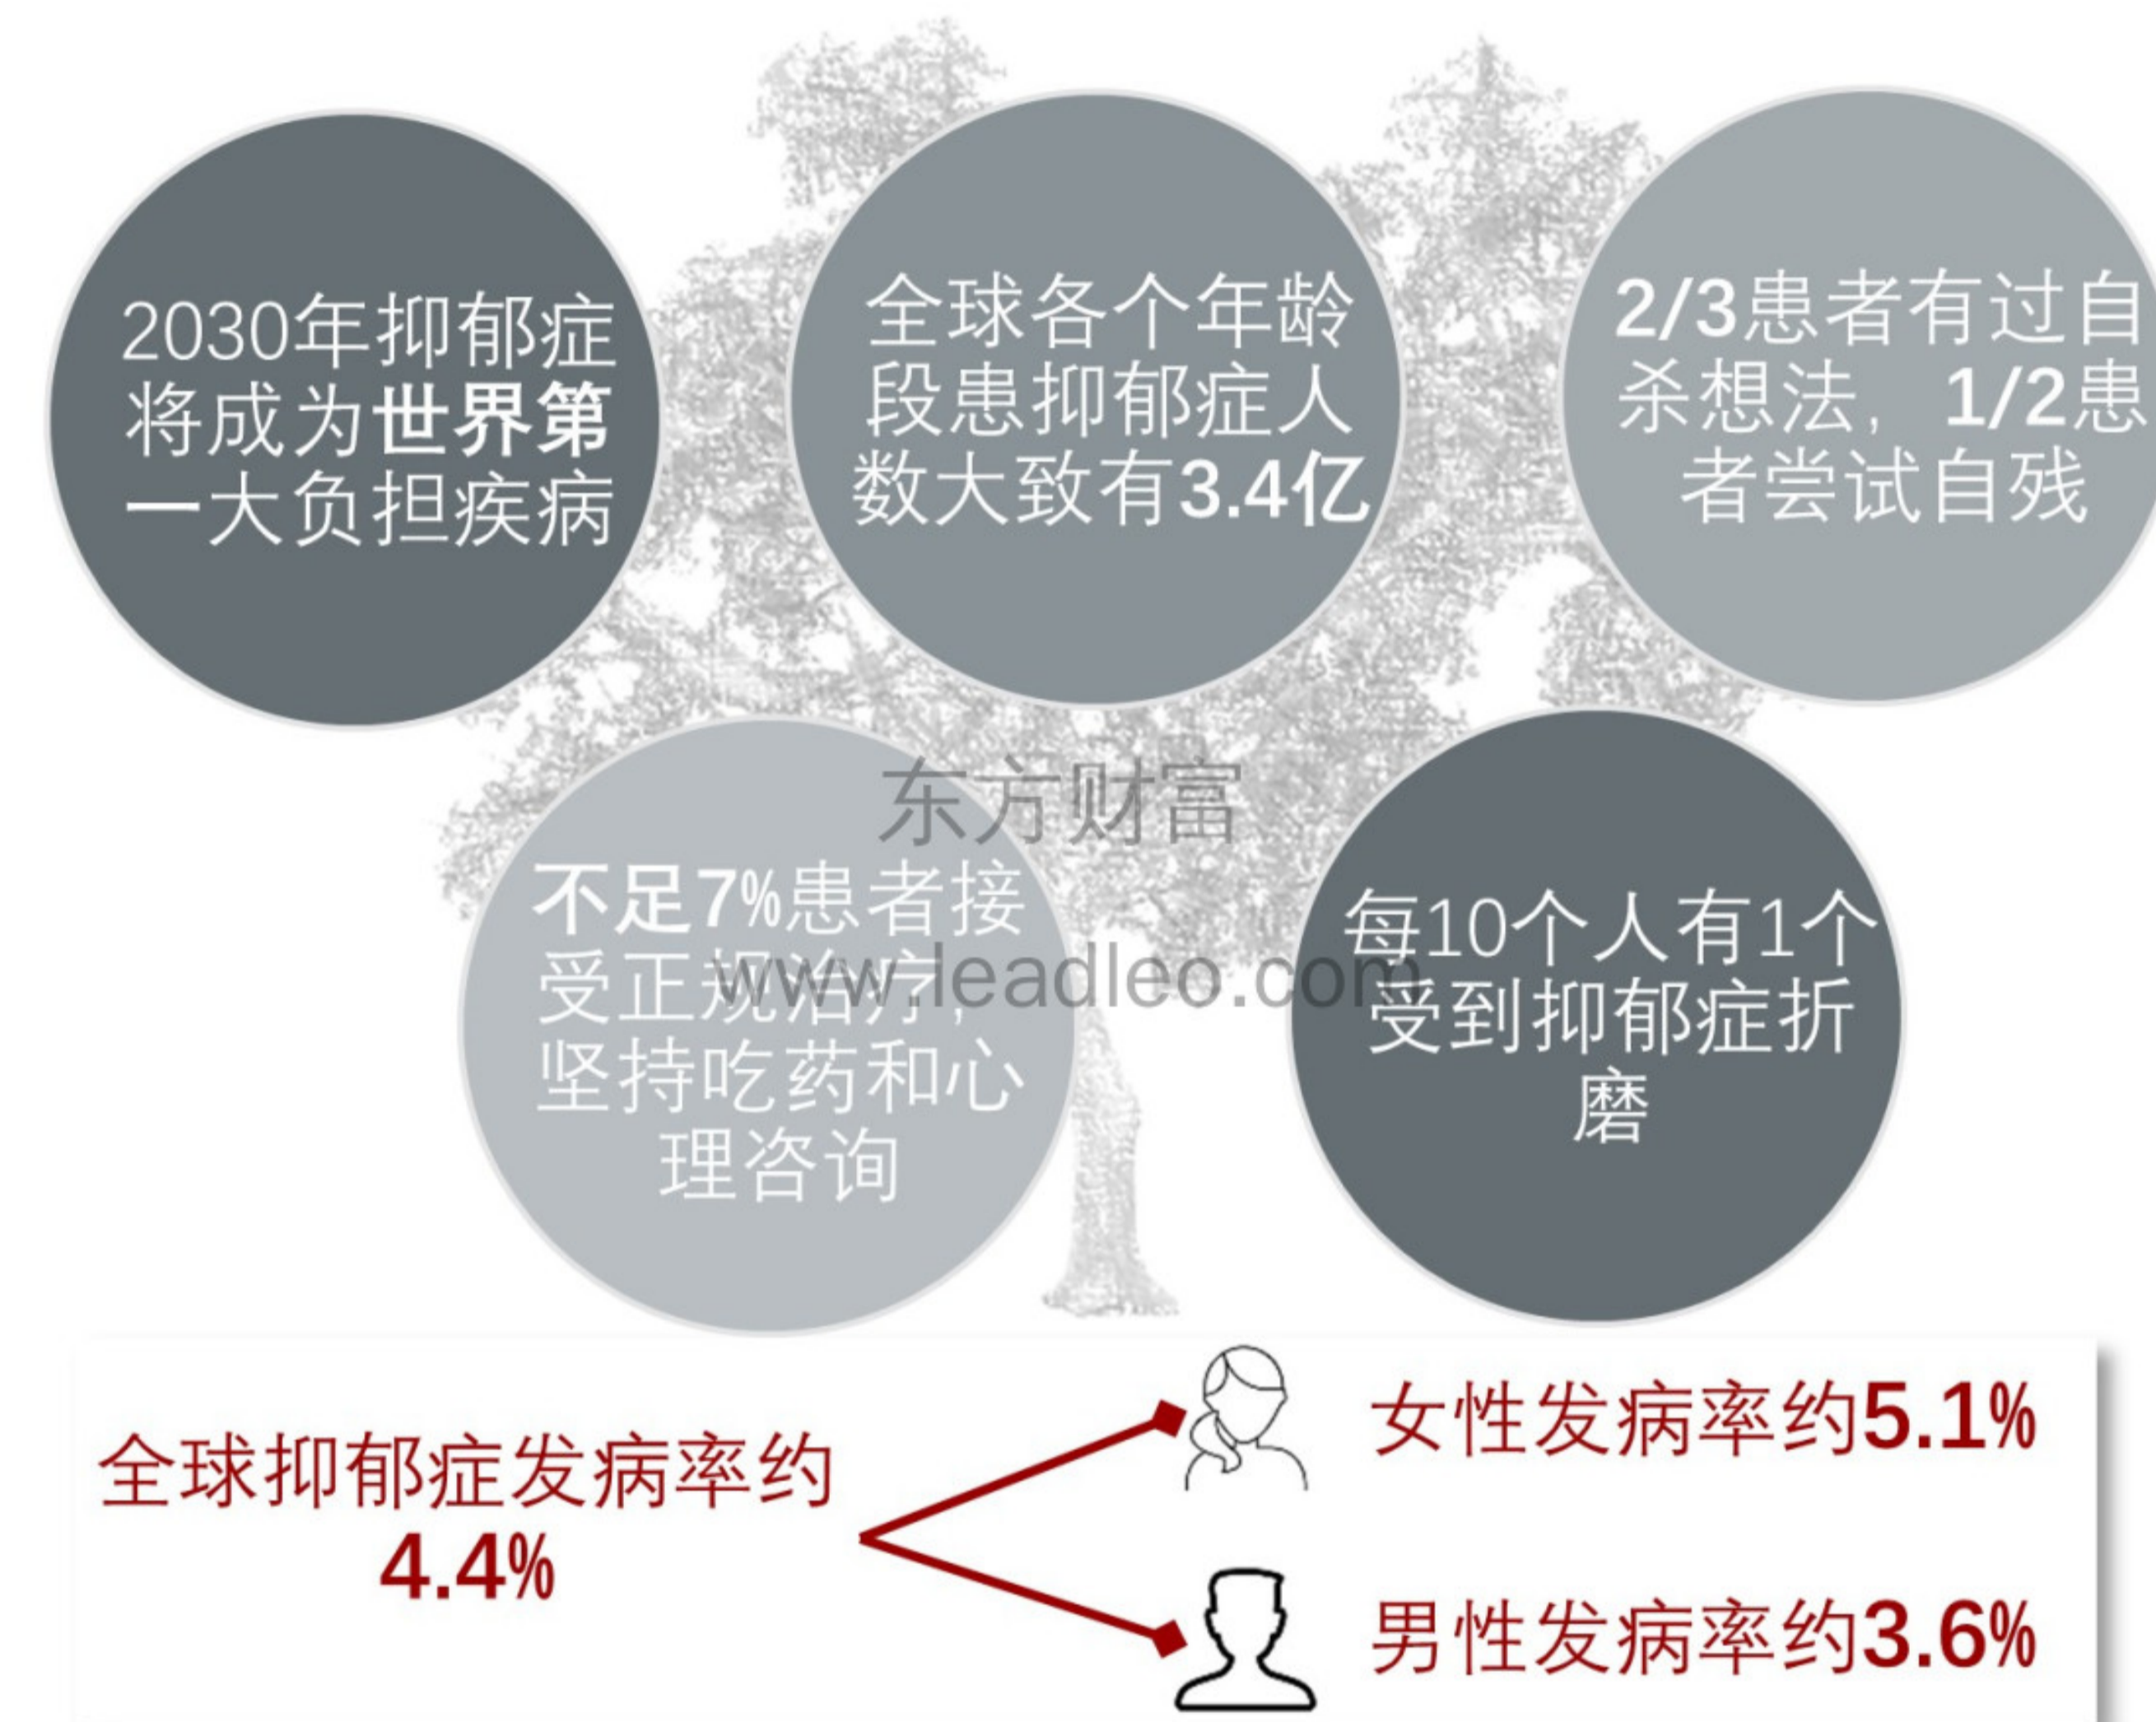 2030年抑郁症
将成为世界第
一大负担疾病
全球各个年龄
段患抑郁症人
数大致有3.4亿
2/3患者有过自
杀想法，1/2患
者尝试自残
东方财富
不足7%患者接
受正规治疗，
坚持吃药和心
理咨询
www.leadleo.com
每10个人有1个
受到抑郁症折
磨
全球抑郁症发病率约
4.4%
女性发病率约5.1%
男性发病率约3.6%